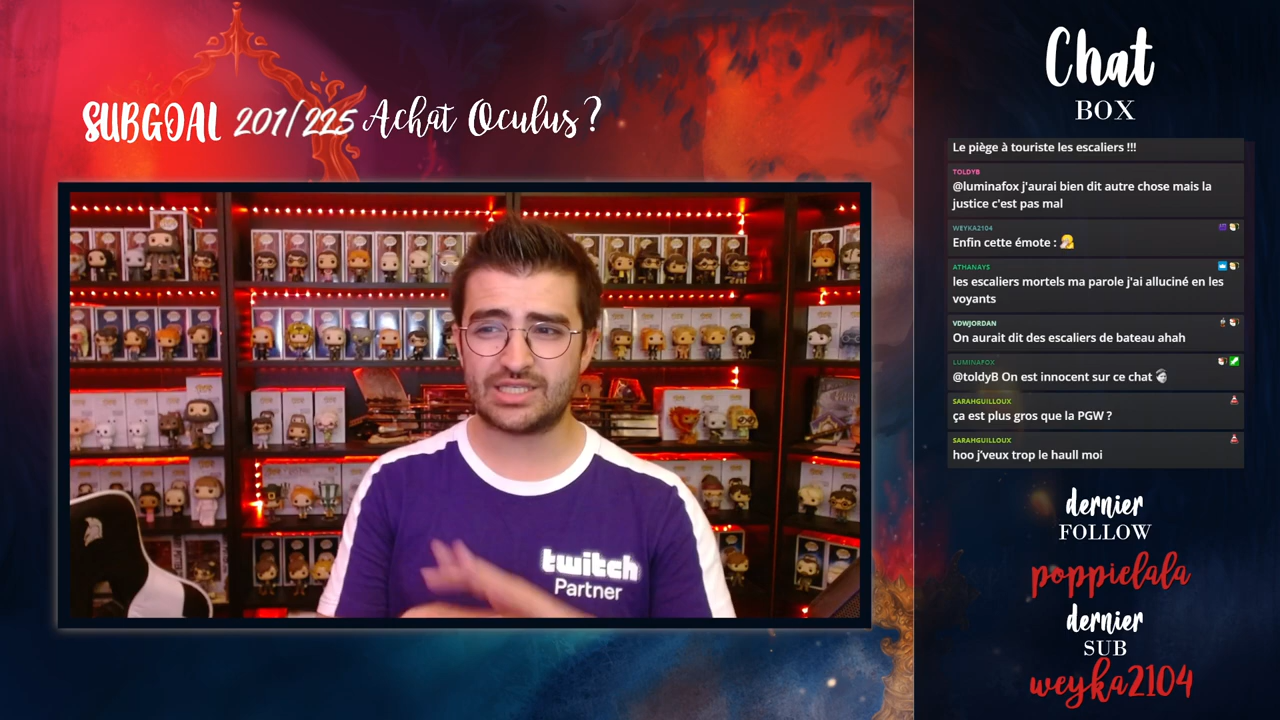 SUBGOAL 201/225 Achat Oculus ?
twitch
Partner
Chat
BOX
Le piège à touriste les escaliers !!!
TOLDYB
@luminafox j'aurai bien dit autre chose mais la
justice c'est pas mal
WEYKA2104
Enfin cette émote :
ATHANAYS
les escaliers mortels ma parole j'ai alluciné en les
voyants
VDWJORDAN
On aurait dit des escaliers de bateau ahah
LUMINAFOX
@toldyB On est innocent sur ce chat
SARAHGUILLOUX
ça est plus gros que la PGW ?
SARAHGUILLOUX
hoo j'veux trop le haull moi
dernier
FOLLOW
poppielala
dernier
SUB
weyka2104